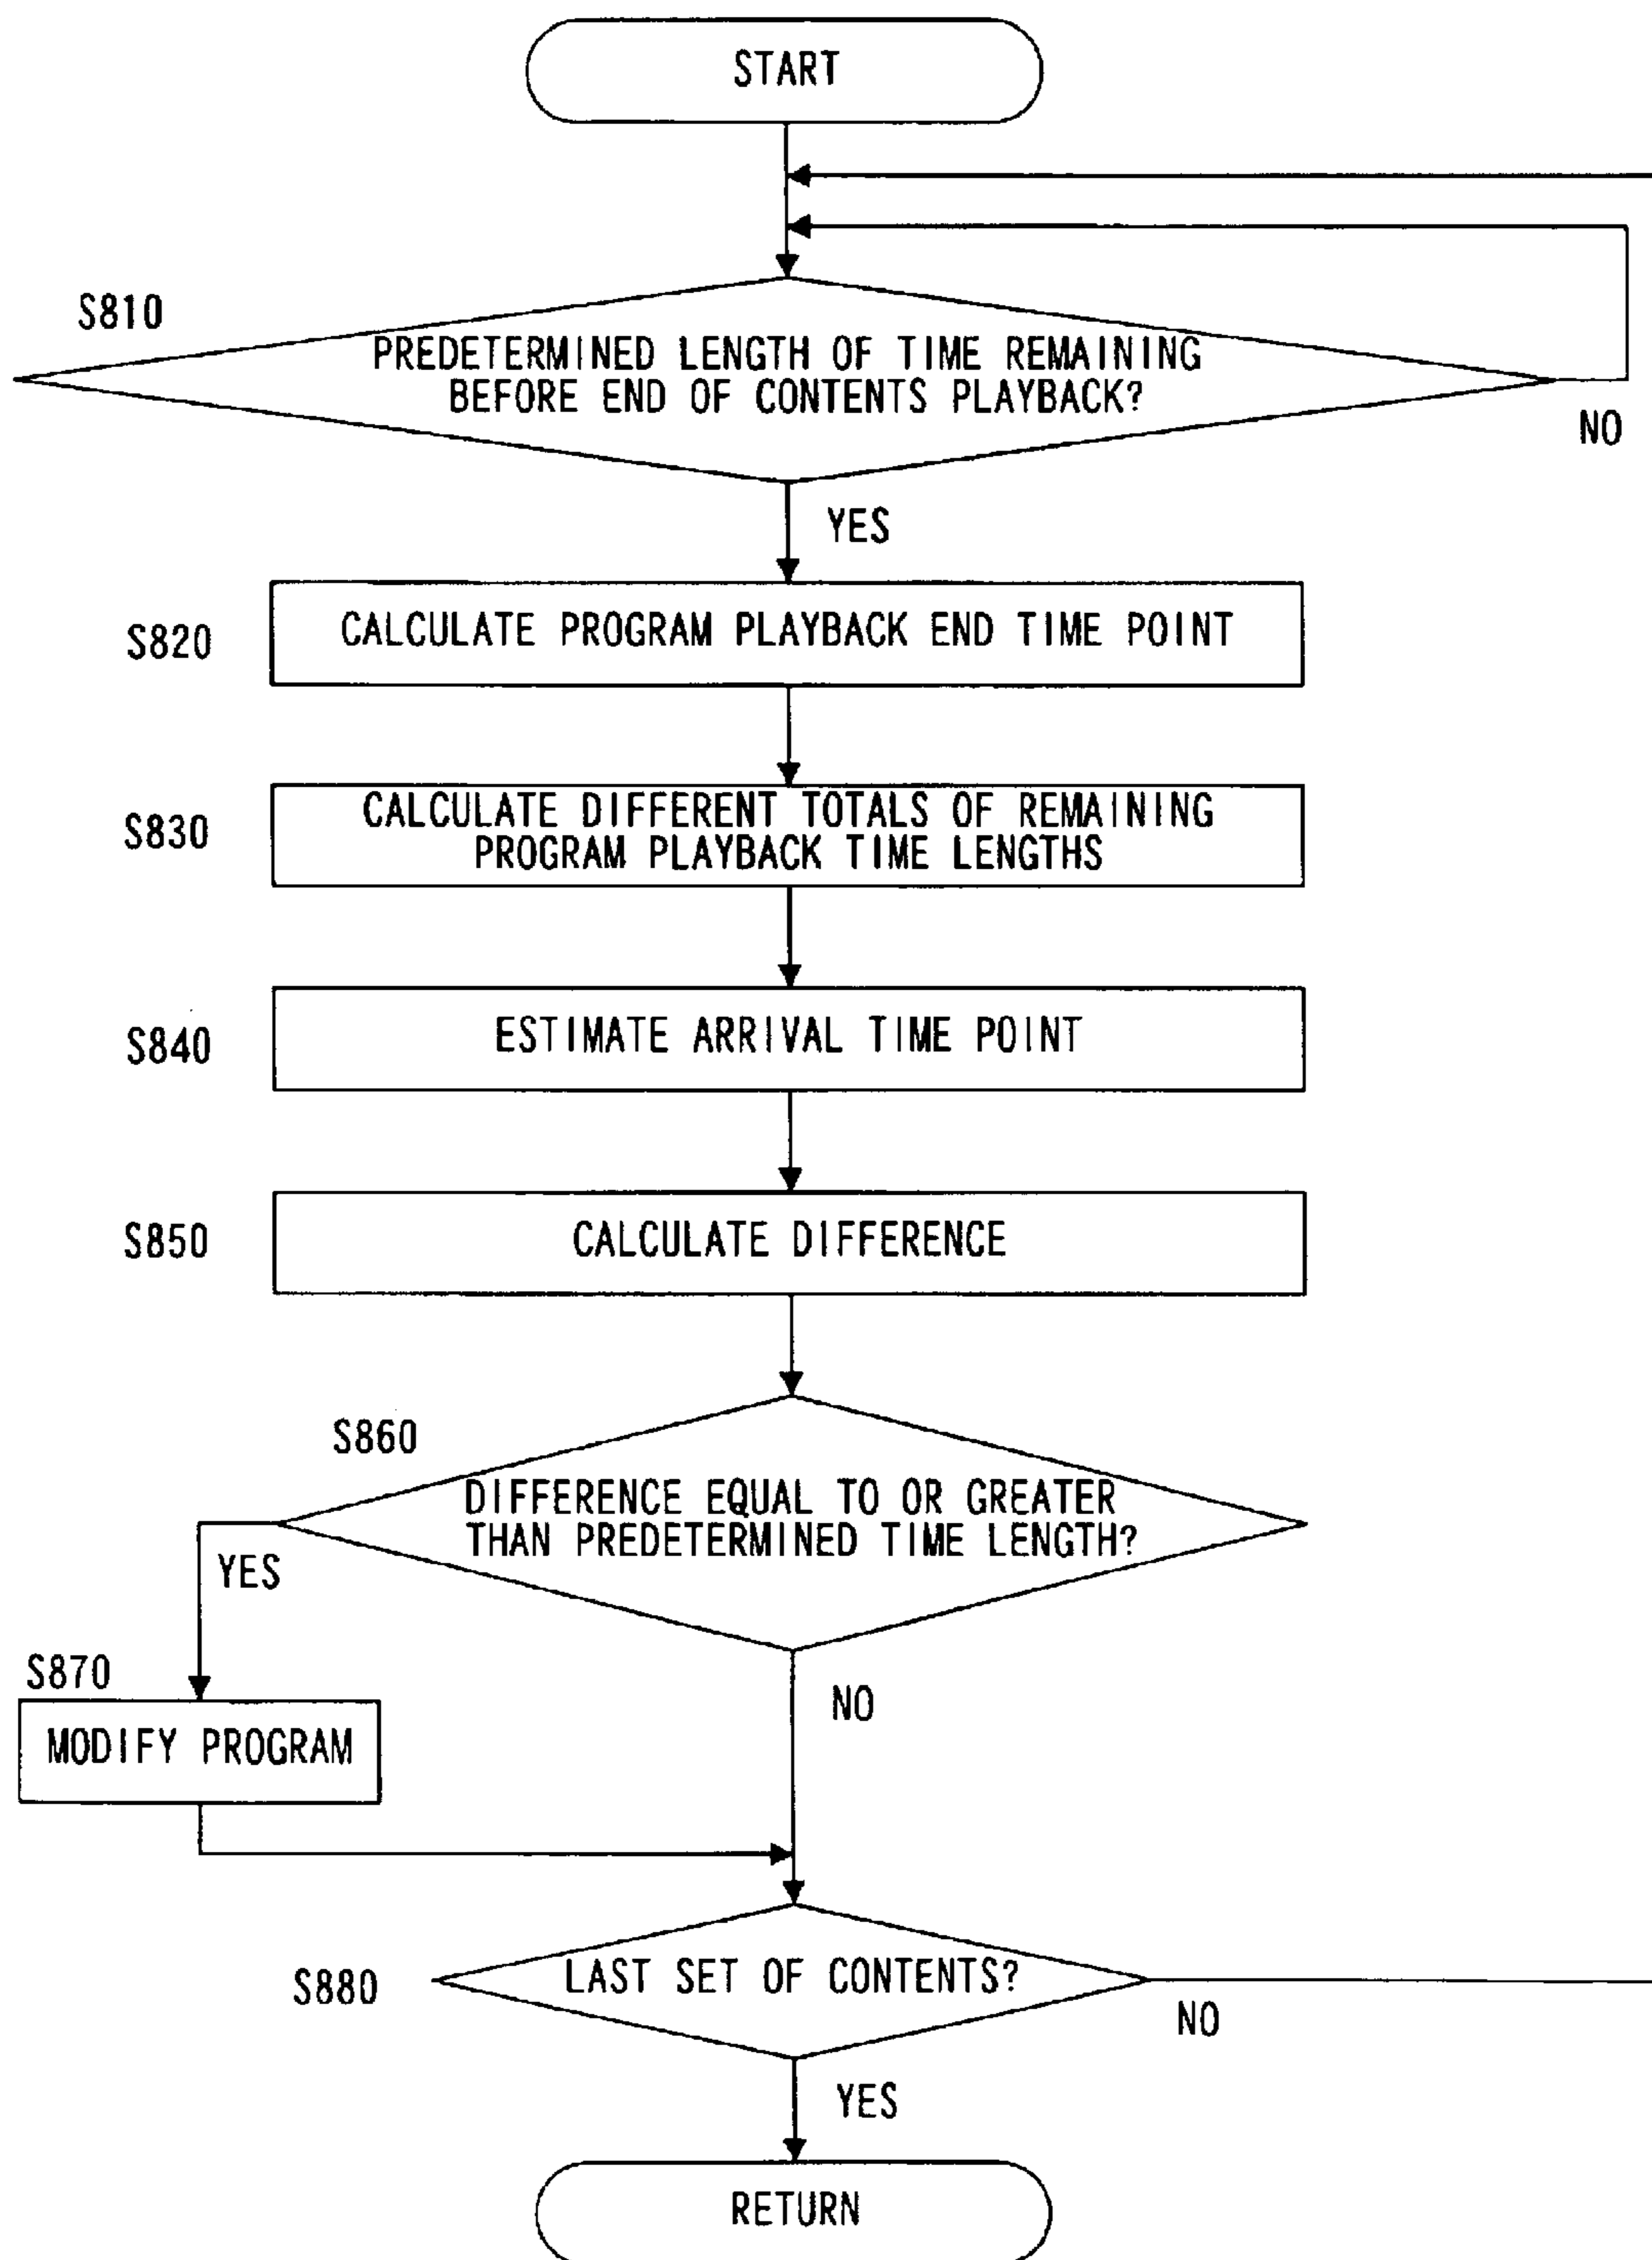 START
S810
PREDETERMINED LENGTH OF TIME REMAINING
BEFORE END OF CONTENTS PLAYBACK?
NO
YES
S820
CALCULATE PROGRAM PLAYBACK END TIME POINT
S830
CALCULATE DIFFERENT TOTALS OF REMAINING
PROGRAM PLAYBACK TIME LENGTHS
S840
ESTIMATE ARRIVAL TIME POINT
S850
CALCULATE DIFFERENCE
S860
DIFFERENCE EQUAL TO OR GREATER
THAN PREDETERMINED TIME LENGTH?
YES
S870
MODIFY PROGRAM
NO
S880
LAST SET OF CONTENTS?
NO
YES
RETURN